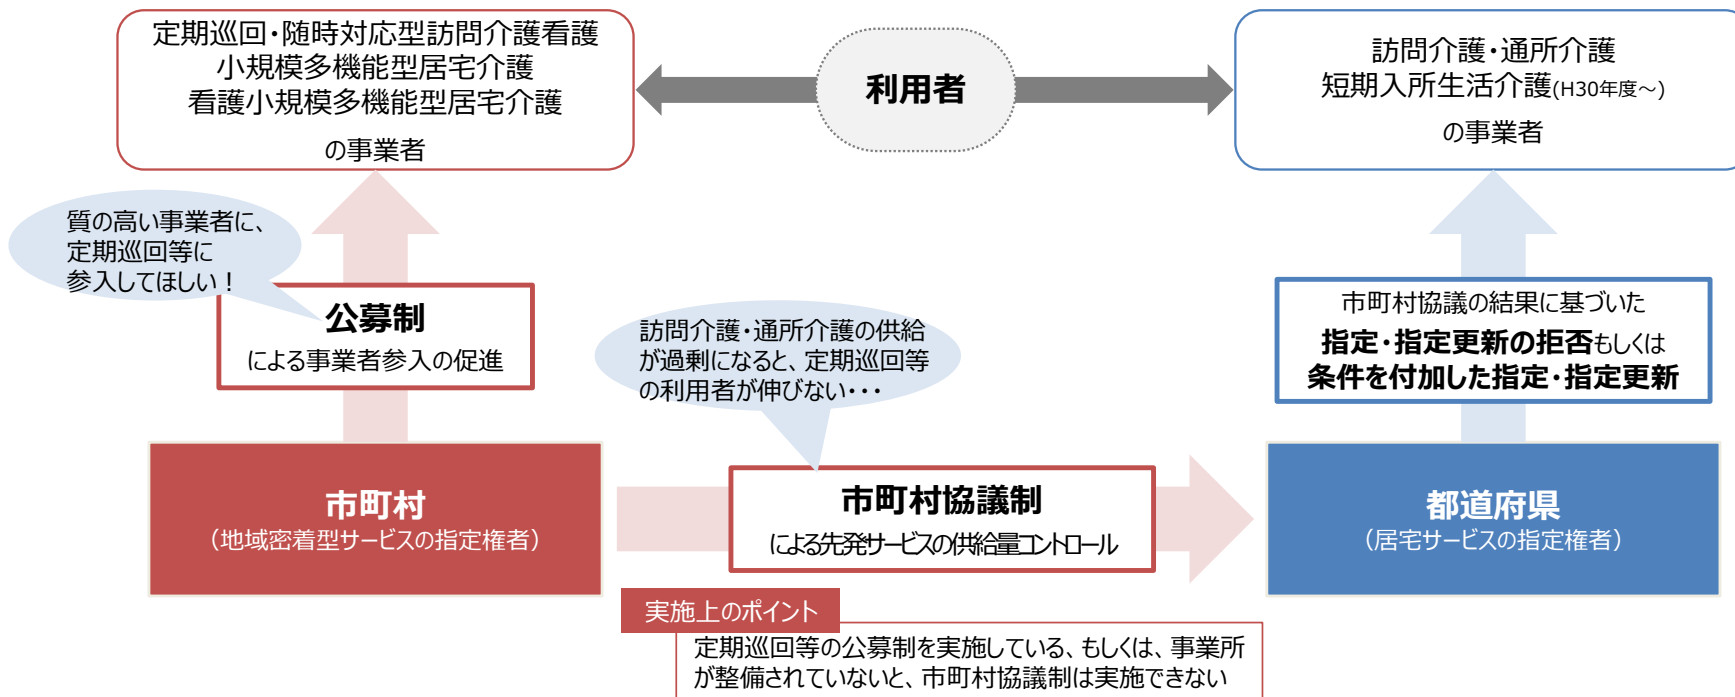 定期巡回・随時対応型訪問介護看護
小規模多機能型居宅介護
看護小規模多機能型居宅介護
の事業者
利用者
訪問介護・通所介護
短期入所生活介護(H30年度～)
の事業者
質の高い事業者に、
定期巡回等に
参入してほしい！
公募制
による事業者参入の促進
訪問介護・通所介護の供給
が過剰になると、定期巡回等
の利用者が伸びない・・・
市町村協議の結果に基づいた
指定・指定更新の拒否もしくは
条件を付加した指定・指定更新
市町村
（地域密着型サービスの指定権者）
市町村協議制
による先発サービスの供給量コントロール
都道府県
（居宅サービスの指定権者）
実施上のポイント
定期巡回等の公募制を実施している、もしくは、事業所
が整備されていないと、市町村協議制は実施できない